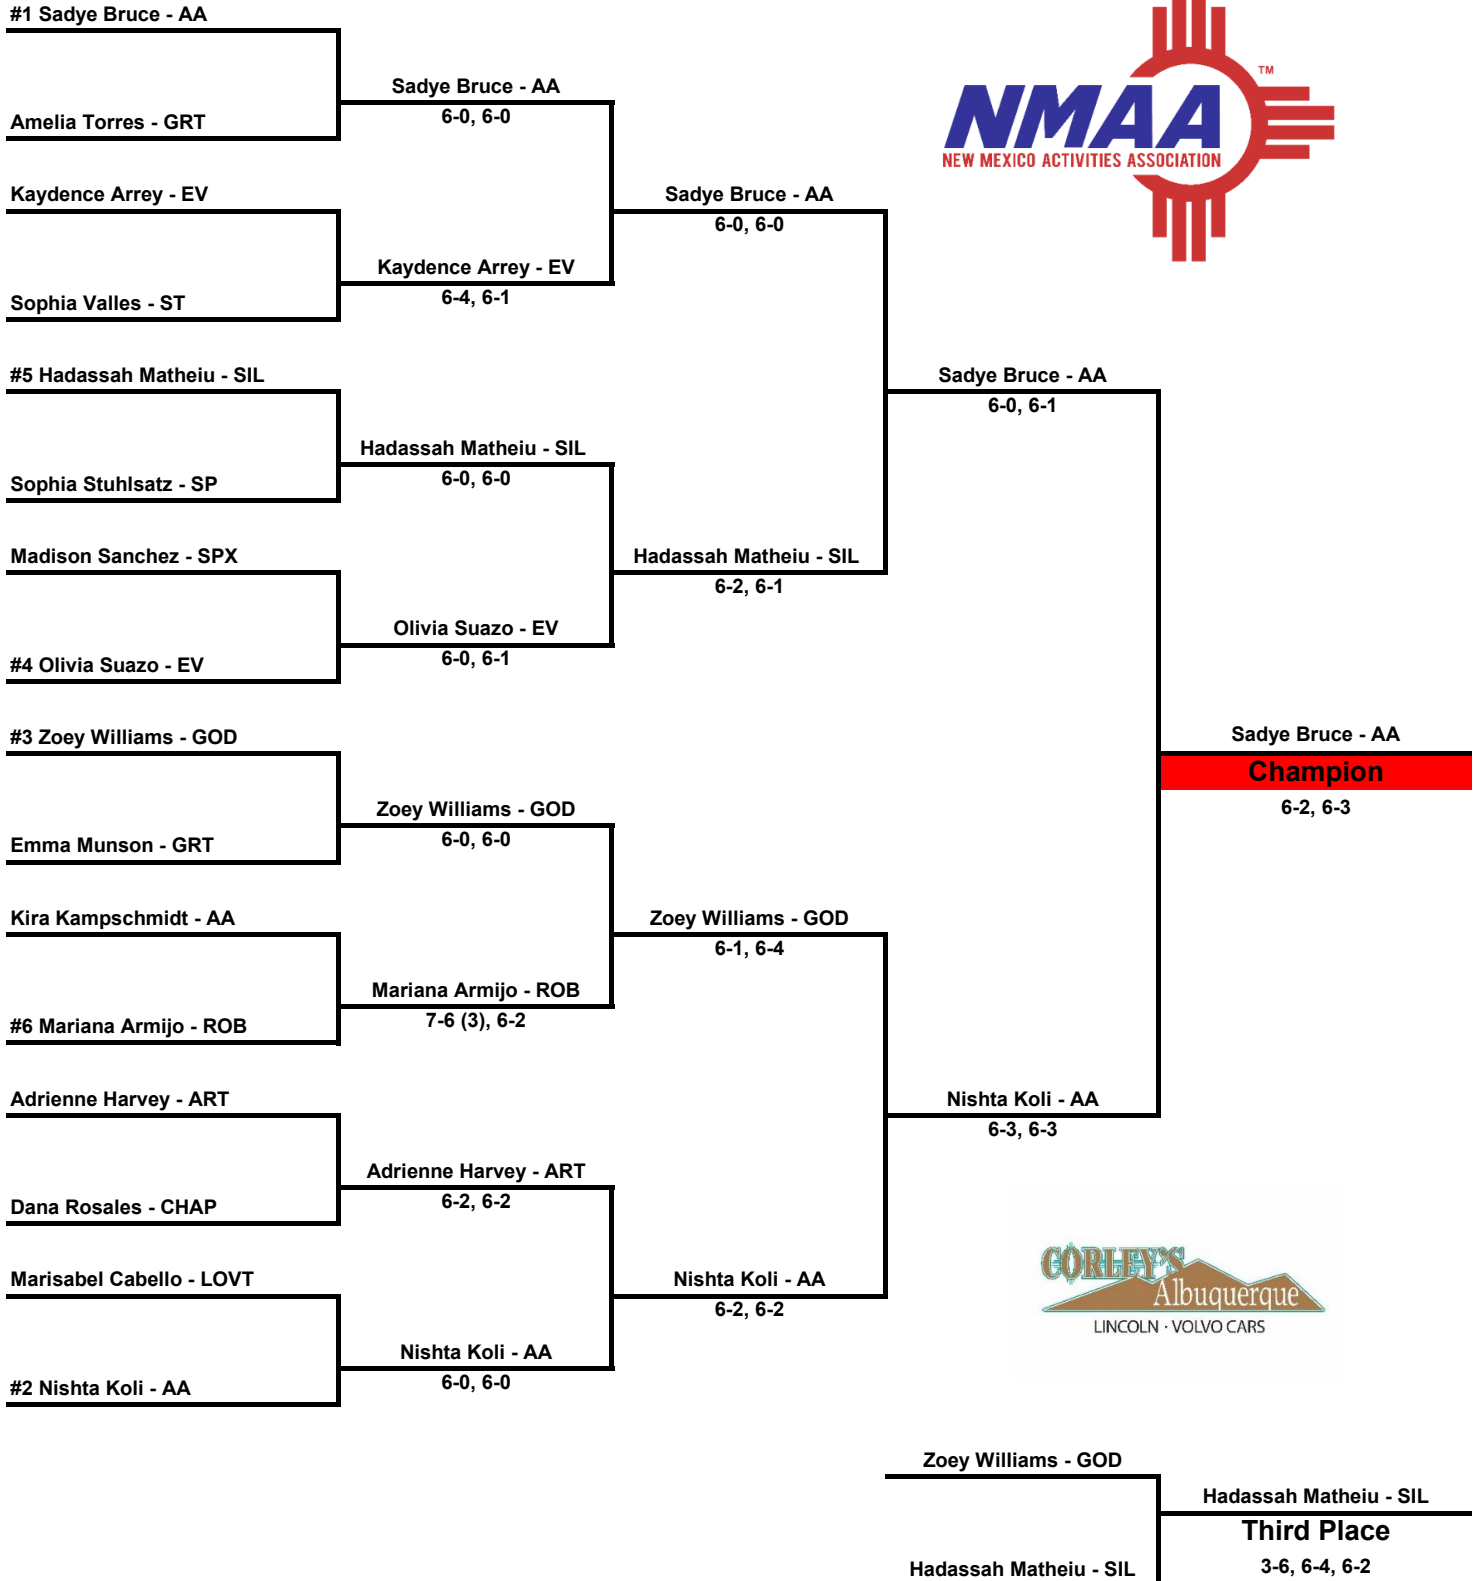 #1 Sadye Bruce - AA
Sadye Bruce - AA
6-0, 6-0
Amelia Torres - GRT
Kaydence Arrey - EV
Sadye Bruce - AA
6-0, 6-0
Kaydence Arrey - EV
6-4, 6-1
Sophia Valles - ST
NMAA
TM
NEW MEXICO ACTIVITIES ASSOCIATION
#5 Hadassah Matheiu - SIL
Sadye Bruce - AA
6-0, 6-1
Hadassah Matheiu - SIL
6-0, 6-0
Sophia Stuhlsatz - SP
Madison Sanchez - SPX
Hadassah Matheiu - SIL
6-2, 6-1
Olivia Suazo - EV
6-0, 6-1
#4 Olivia Suazo - EV
#3 Zoey Williams - GOD
Sadye Bruce - AA
Champion
6-2, 6-3
Zoey Williams - GOD
6-0, 6-0
Emma Munson - GRT
Kira Kampschmidt - AA
Zoey Williams - GOD
6-1, 6-4
Mariana Armijo - ROB
7-6 (3), 6-2
#6 Mariana Armijo - ROB
Adrienne Harvey - ART
Nishta Koli - AA
6-3, 6-3
Adrienne Harvey - ART
6-2, 6-2
Dana Rosales - CHAP
Marisabel Cabello - LOVT
Nishta Koli - AA
6-2, 6-2
Nishta Koli - AA
6-0, 6-0
#2 Nishta Koli - AA
CORLEY'S
Albuquerque
LINCOLN · VOLVO CARS
Zoey Williams - GOD
Hadassah Matheiu - SIL
Third Place
3-6, 6-4, 6-2
Hadassah Matheiu - SIL